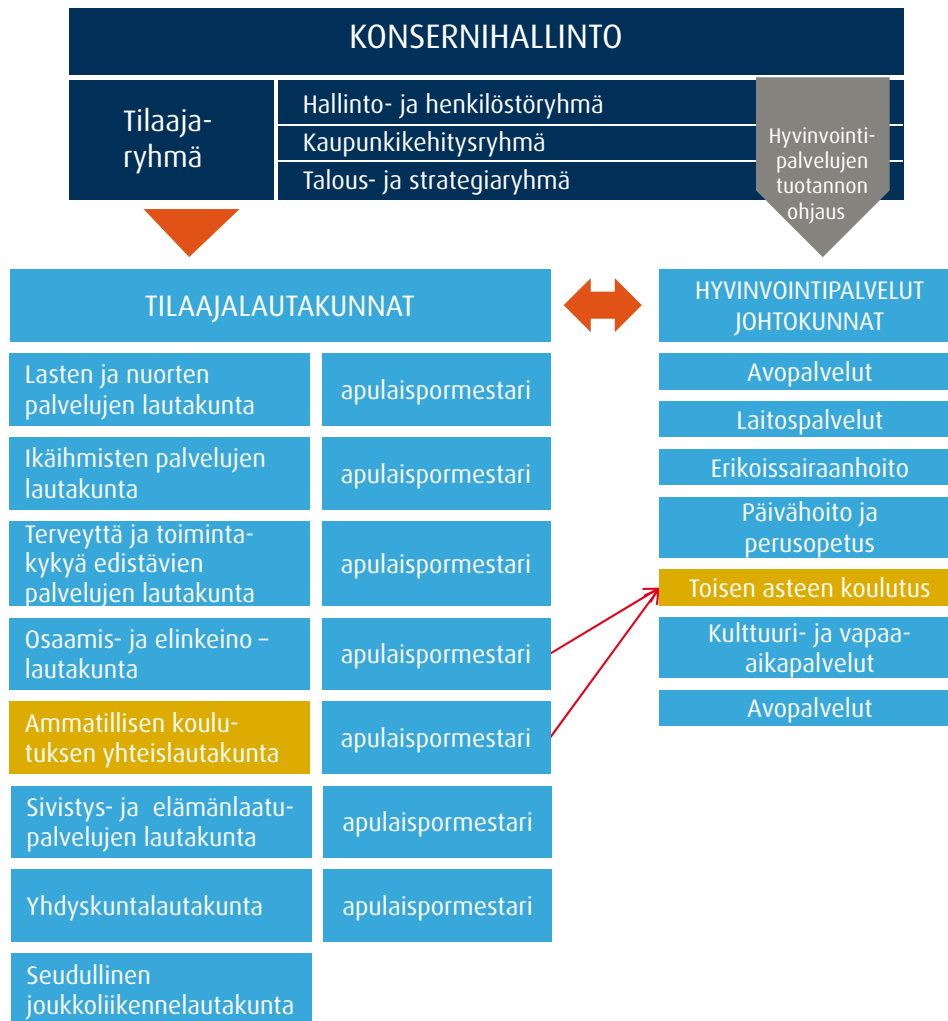 KONSERNIHALLINTO
Tilaaja-
ryhmä
Hallinto- ja henkilöstöryhmä
Kaupunkikehitysryhmä
Talous- ja strategiaryhmä
Hyvinvointi-
palvelujen
tuotannon
ohjaus
TILAAJALAUTAKUNNAT
Lasten ja nuorten
palvelujen lautakunta
apulaispormestari
Ikäihmisten palvelujen
lautakunta
apulaispormestari
Terveyttä ja toiminta-
kykyä edistävien
palvelujen lautakunta
apulaispormestari
Osaamis- ja elinkeino –
lautakunta
apulaispormestari
Ammatillisen koulu-
tuksen yhteislautakunta
apulaispormestari
Sivistys- ja elämänlaatu-
palvelujen lautakunta
apulaispormestari
Yhdyskuntalautakunta
apulaispormestari
Seudullinen
joukkoliikennelautakunta
HYVINVOINTIPALVELUT
JOHTOKUNNAT
Avopalvelut
Laitospalvelut
Erikoissairaanhoito
Päivähoito ja
perusopetus
Toisen asteen koulutus
Kulttuuri- ja vapaa-
aikapalvelut
Avopalvelut